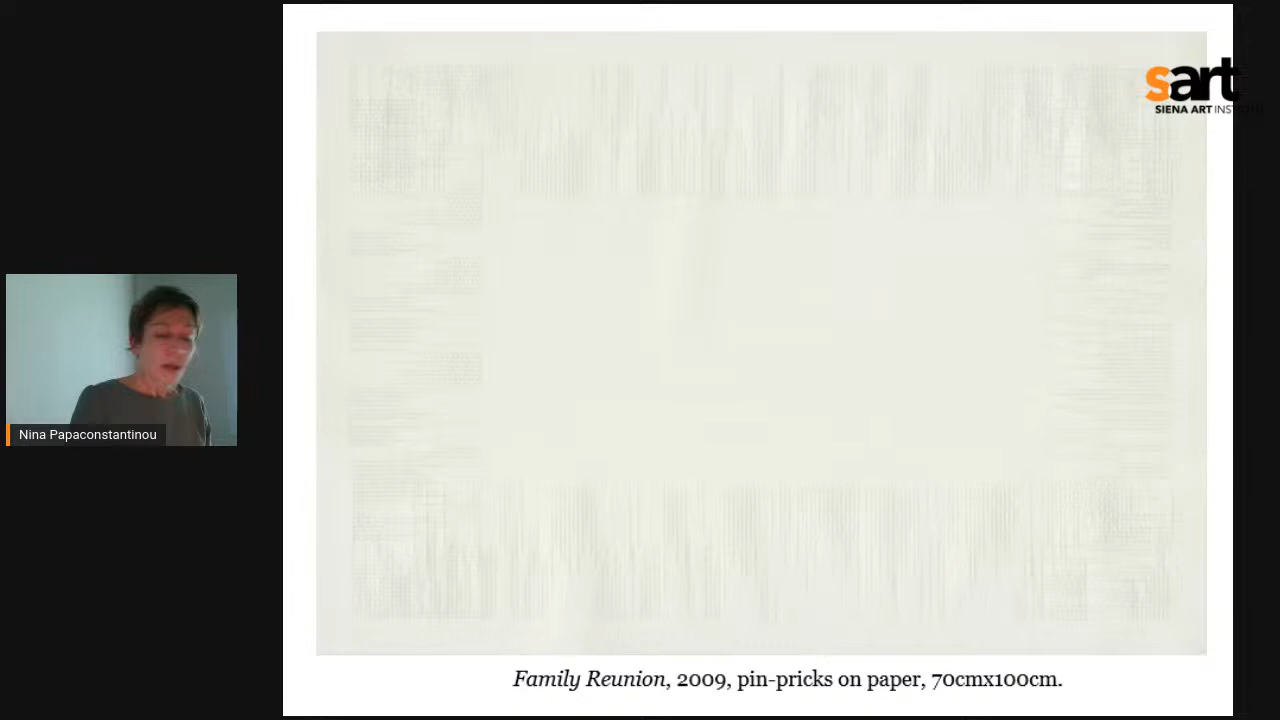 sart
SIENA ART INSTITUTE
Nina Papaconstantinou
Family Reunion, 2009, pin-pricks on paper, 70cmx100cm.